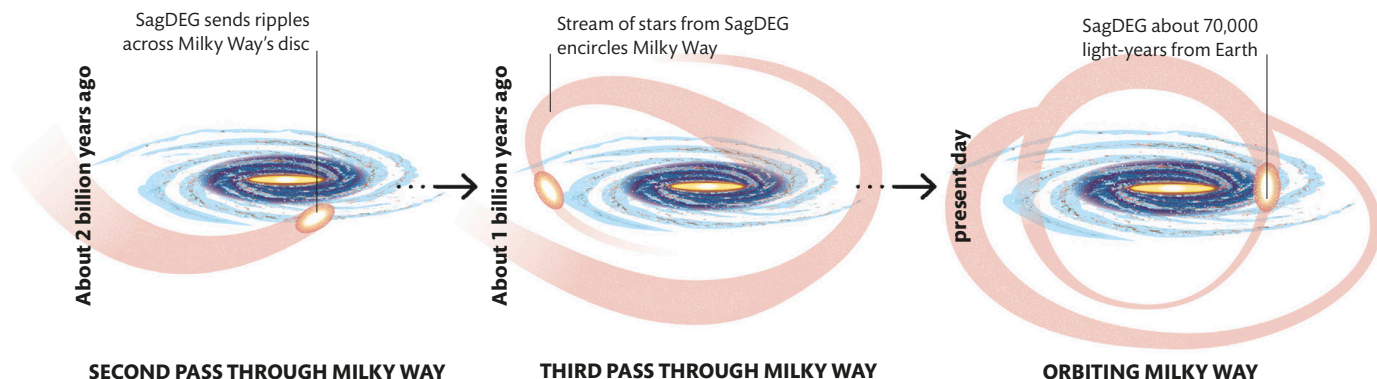 SagDEG sends ripples
across Milky Way's disc
About 2 billion years ago
SECOND PASS THROUGH MILKY WAY
Stream of stars from SagDEG
encircles Milky Way
About 1 billion years ago
THIRD PASS THROUGH MILKY WAY
SagDEG about 70,000
light-years from Earth
present day
ORBITING MILKY WAY